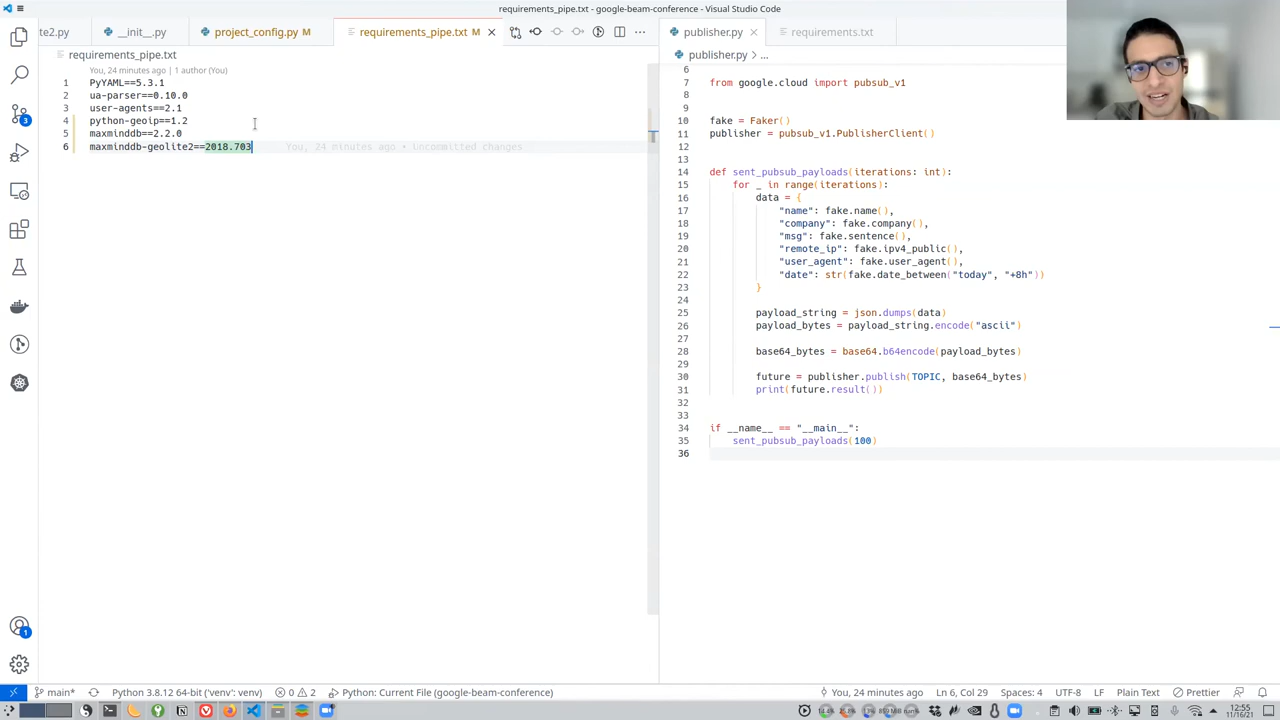 requirements_pipe.txt - google-beam-conference - Visual Studio Code
te2.py
__init__.py
project_config.py M
requirements_pipe.txt M
publisher.py
requirements.txt
requirements_pipe.txt
publisher.py > ...
You, 24 minutes ago | 1 author (You)
1 PyYAML==5.3.1
2 ua-parser==0.10.0
3 user-agents==2.1
4 python-geoip==1.2
5 maxminddb==2.2.0
6 maxminddb-geolite2==2018.703 You, 24 minutes ago • Uncommitted changes
6
7 from google.cloud import pubsub_v1
8
9
10 fake = Faker()
11 publisher = pubsub_v1.PublisherClient()
12
13
14 def sent_pubsub_payloads(iterations: int):
15 for _ in range(iterations):
16 data = {
17 "name": fake.name(),
18 "company": fake.company(),
19 "msg": fake.sentence(),
20 "remote_ip": fake.ipv4_public(),
21 "user_agent": fake.user_agent(),
22 "date": str(fake.date_between("today", "+8h"))
23 }
24
25 payload_string = json.dumps(data)
26 payload_bytes = payload_string.encode("ascii")
27
28 base64_bytes = base64.b64encode(payload_bytes)
29
30 future = publisher.publish(TOPIC, base64_bytes)
31 print(future.result())
32
33
34 if __name__ == "__main__":
35 sent_pubsub_payloads(100)
36
3
1
main*
Python 3.8.12 64-bit ('venv': venv)
0
2
Python: Current File (google-beam-conference)
You, 24 minutes ago
Ln 6, Col 29
Spaces: 4
UTF-8
LF
Plain Text
Prettier
12:55
11/12/21